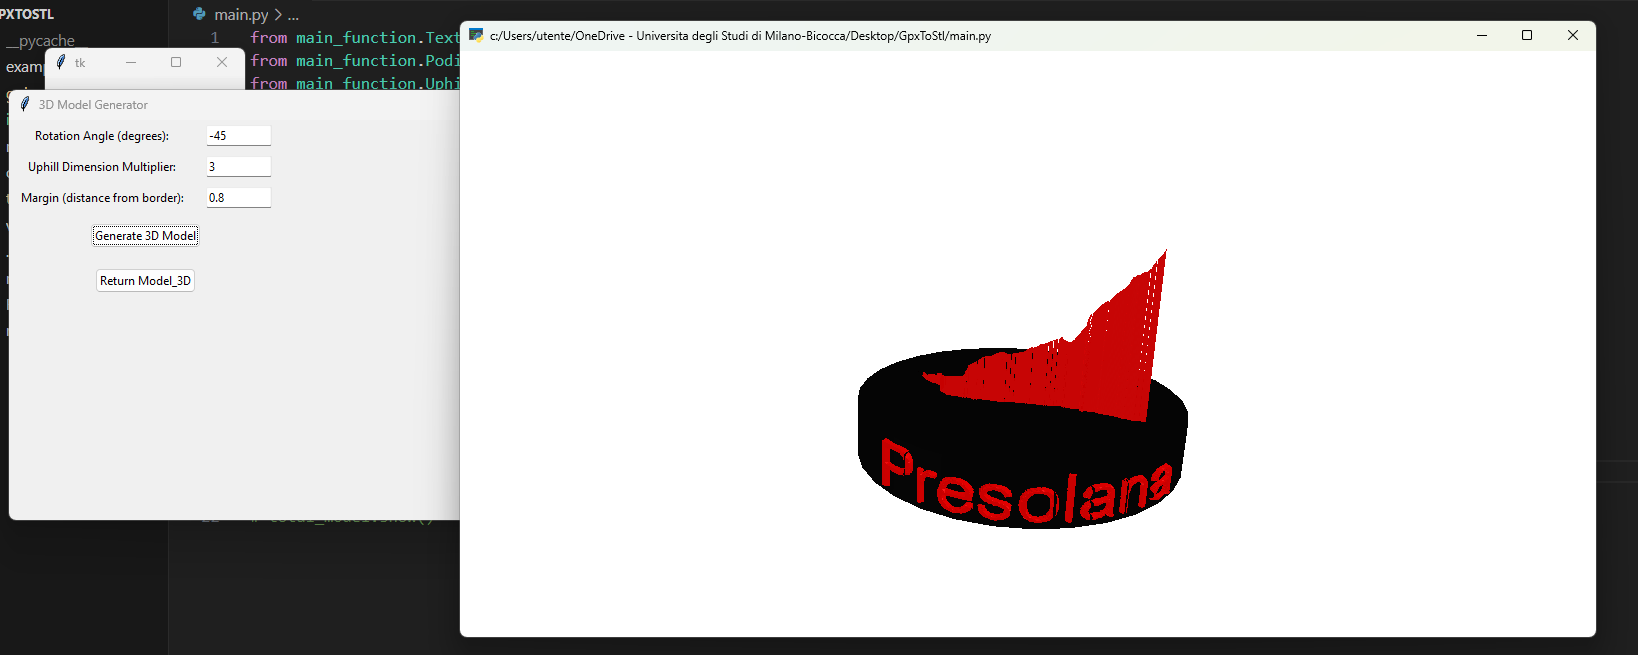 PXTOSTL
__pycache__
main.py > ...
1 from main_function.Text
from main_function.Podi
from main_function.Uphi
tk
3D Model Generator
Rotation Angle (degrees): -45
Uphill Dimension Multiplier: 3
Margin (distance from border): 0.8
Generate 3D Model
Return Model_3D
c:/Users/utente/OneDrive - Universita degli Studi di Milano-Bicocca/Desktop/GpxToStl/main.py
Presolana